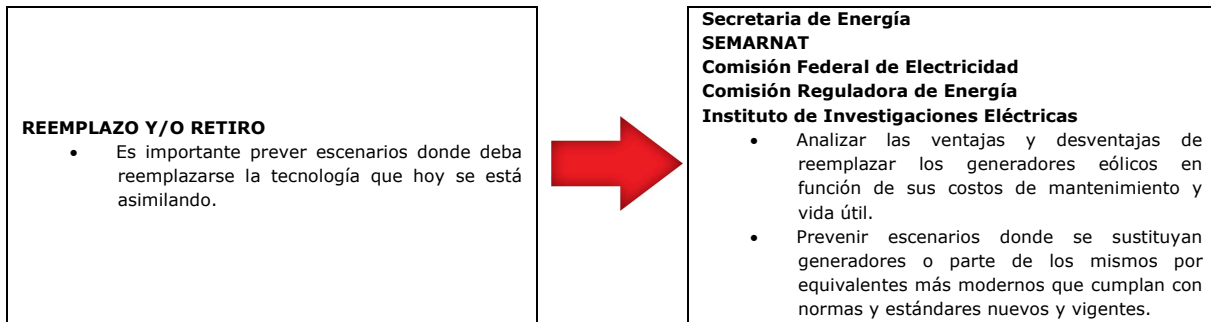 REEMPLAZO Y/O RETIRO
• Es importante prever escenarios donde deba
reemplazarse la tecnología que hoy se está
asimilando.
Secretaria de Energía
SEMARNAT
Comisión Federal de Electricidad
Comisión Reguladora de Energía
Instituto de Investigaciones Eléctricas
• Analizar las ventajas y desventajas de
reemplazar los generadores eólicos en
función de sus costos de mantenimiento y
vida útil.
• Prevenir escenarios donde se sustituyan
generadores o parte de los mismos por
equivalentes más modernos que cumplan con
normas y estándares nuevos y vigentes.